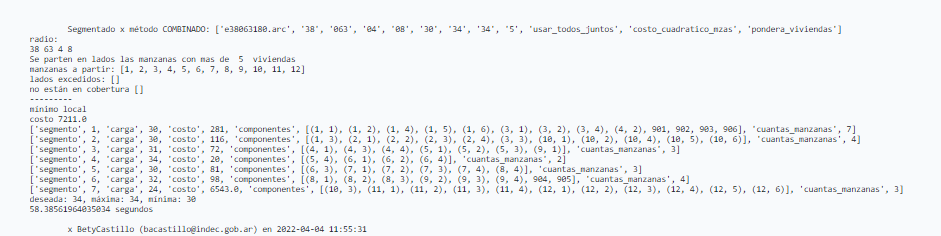 Segmentado x método COMBINADO: ['e38063180.arc', '38', '063', '04', '08', '30', '34', '34', '5', 'usar_todos_juntos', 'costo_cuadratico_mzas', 'pondera_viviendas']
radio:
38 63 4 8
Se parten en lados las manzanas con mas de 5 viviendas
manzanas a partir: [1, 2, 3, 4, 5, 6, 7, 8, 9, 10, 11, 12]
lados excedidos: []
no están en cobertura []
---------
minimo local
costo 7211.0
['segmento', 1, 'carga', 30, 'costo', 281, 'componentes', [(1, 1), (1, 2), (1, 4), (1, 5), (1, 6), (3, 1), (3, 2), (3, 4), (4, 2), 901, 902, 903, 906], 'cuantas_manzanas', 7]
['segmento', 2, 'carga', 30, 'costo', 116, 'componentes', [(1, 3), (2, 1), (2, 2), (2, 3), (2, 4), (3, 3), (10, 1), (10, 2), (10, 4), (10, 5), (10, 6)], 'cuantas_manzanas', 4]
['segmento', 3, 'carga', 31, 'costo', 72, 'componentes', [(4, 1), (4, 3), (4, 4), (5, 1), (5, 2), (5, 3), (9, 1)], 'cuantas_manzanas', 3]
['segmento', 4, 'carga', 34, 'costo', 20, 'componentes', [(5, 4), (6, 1), (6, 2), (6, 4)], 'cuantas_manzanas', 2]
['segmento', 5, 'carga', 30, 'costo', 81, 'componentes', [(6, 3), (7, 1), (7, 2), (7, 3), (7, 4), (8, 4)], 'cuantas_manzanas', 3]
['segmento', 6, 'carga', 32, 'costo', 98, 'componentes', [(8, 1), (8, 2), (8, 3), (9, 2), (9, 3), (9, 4), 904, 905], 'cuantas_manzanas', 4]
['segmento', 7, 'carga', 24, 'costo', 6543.0, 'componentes', [(10, 3), (11, 1), (11, 2), (11, 3), (11, 4), (12, 1), (12, 2), (12, 3), (12, 4), (12, 5), (12, 6)], 'cuantas_manzanas', 3]
deseada: 34, máxima: 34, mínima: 30
58.38561964035034 segundos
x BetyCastillo (bacastillo@indec.gob.ar) en 2022-04-04 11:55:31